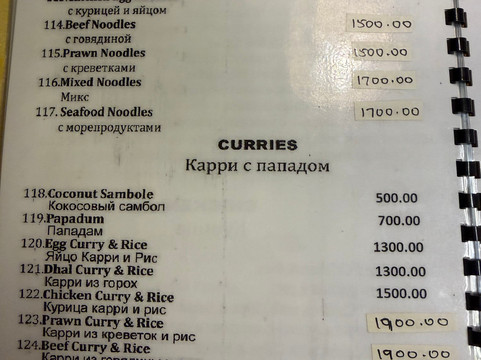 с курицей и яйцом
114.Beef Noodles 1500.00
с говядиной
115.Prawn Noodles 1500.00
с креветками
116.Mixed Noodles 1700.00
Микс
117. Seafood Noodles 1700.00
с морепродуктами
CURRIES
Карри с пападом
118.Coconut Sambole 500.00
Кокосовый самбол
119.Papadum 700.00
Пападам
120.Egg Curry & Rice 1300.00
Яйцо Карри и Рис
121.Dhal Curry & Rice 1300.00
Карри из горох
122.Chicken Curry & Rice 1500.00
Курица карри и рис
123.Prawn Curry & Rice 1900.00
Карри из креветок и рис
124.Beef Curry & Rice 1900.00
Карри из говядины